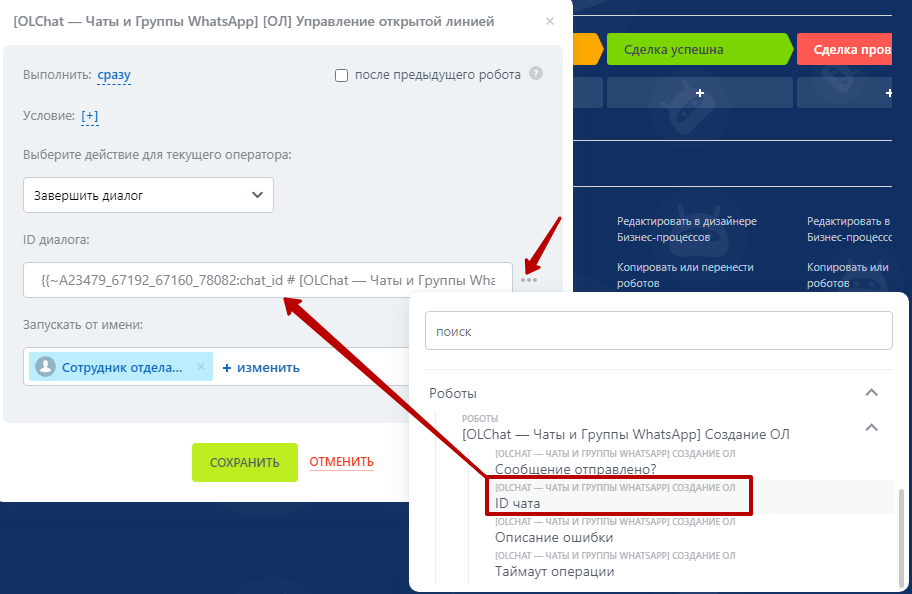 [OLChat — Чаты и Группы WhatsApp] [ОЛ] Управление открытой линией
Выполнить: сразу
после предыдущего робота
Условие: [+]
Выберите действие для текущего оператора:
Завершить диалог
ID диалога:
{{~A23479_67192_67160_78082:chat_id # [OLChat — Чаты и Группы Wha
Запускать от имени:
Сотрудник отдела...
+ изменить
СОХРАНИТЬ
ОТМЕНИТЬ
Сделка успешна
Сделка пров
+
+
Редактировать в дизайнере
Бизнес-процессов
Копировать или перенести
роботов
Редактировать в
Бизнес-процессо
Копировать или
роботов
поиск
Роботы
РОБОТЫ
[OLChat — Чаты и Группы WhatsApp] Создание ОЛ
[OLCHAT — ЧАТЫ И ГРУППЫ WHATSAPP] СОЗДАНИЕ ОЛ
Сообщение отправлено?
[OLCHAT — ЧАТЫ И ГРУППЫ WHATSAPP] СОЗДАНИЕ ОЛ
ID чата
[OLCHAT — ЧАТЫ И ГРУППЫ WHATSAPP] СОЗДАНИЕ ОЛ
Описание ошибки
[OLCHAT — ЧАТЫ И ГРУППЫ WHATSAPP] СОЗДАНИЕ ОЛ
Таймаут операции